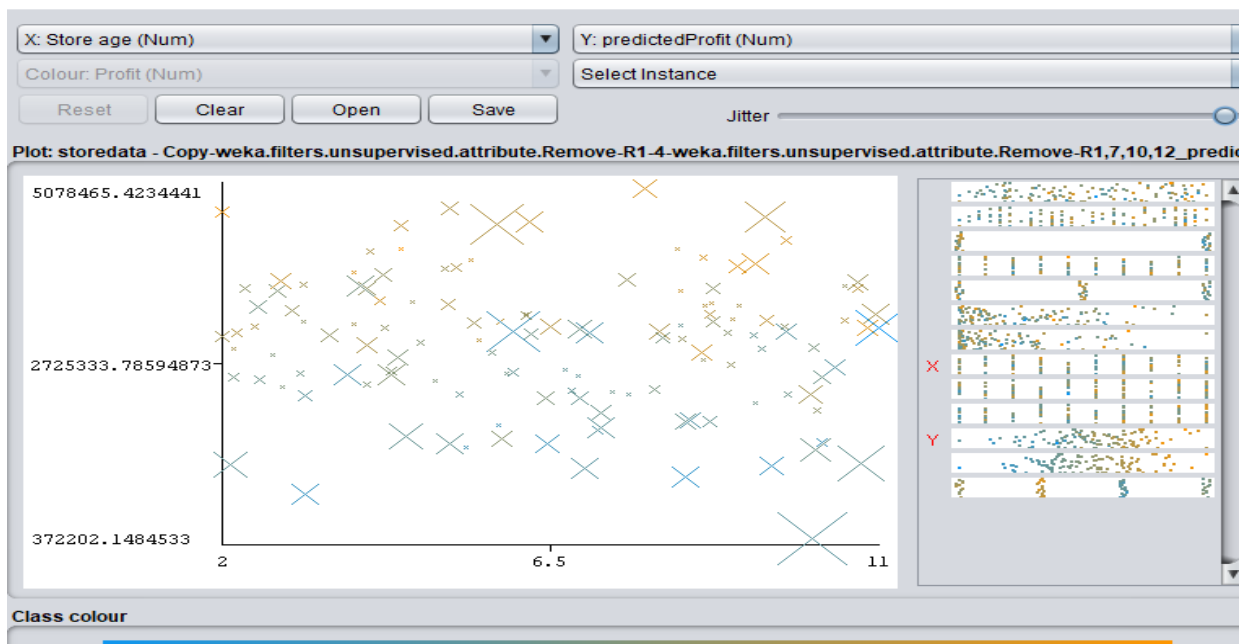 X: Store age (Num) Y: predictedProfit (Num)
Colour: Profit (Num) Select Instance
Reset Clear Open Save Jitter
Plot: storedata - Copy-weka.filters.unsupervised.attribute.Remove-R1-4-weka.filters.unsupervised.attribute.Remove-R1,7,10,12_predic
5078465.4234441
X
2725333.78594873
Y
372202.1484533
2 6.5 11
Class colour